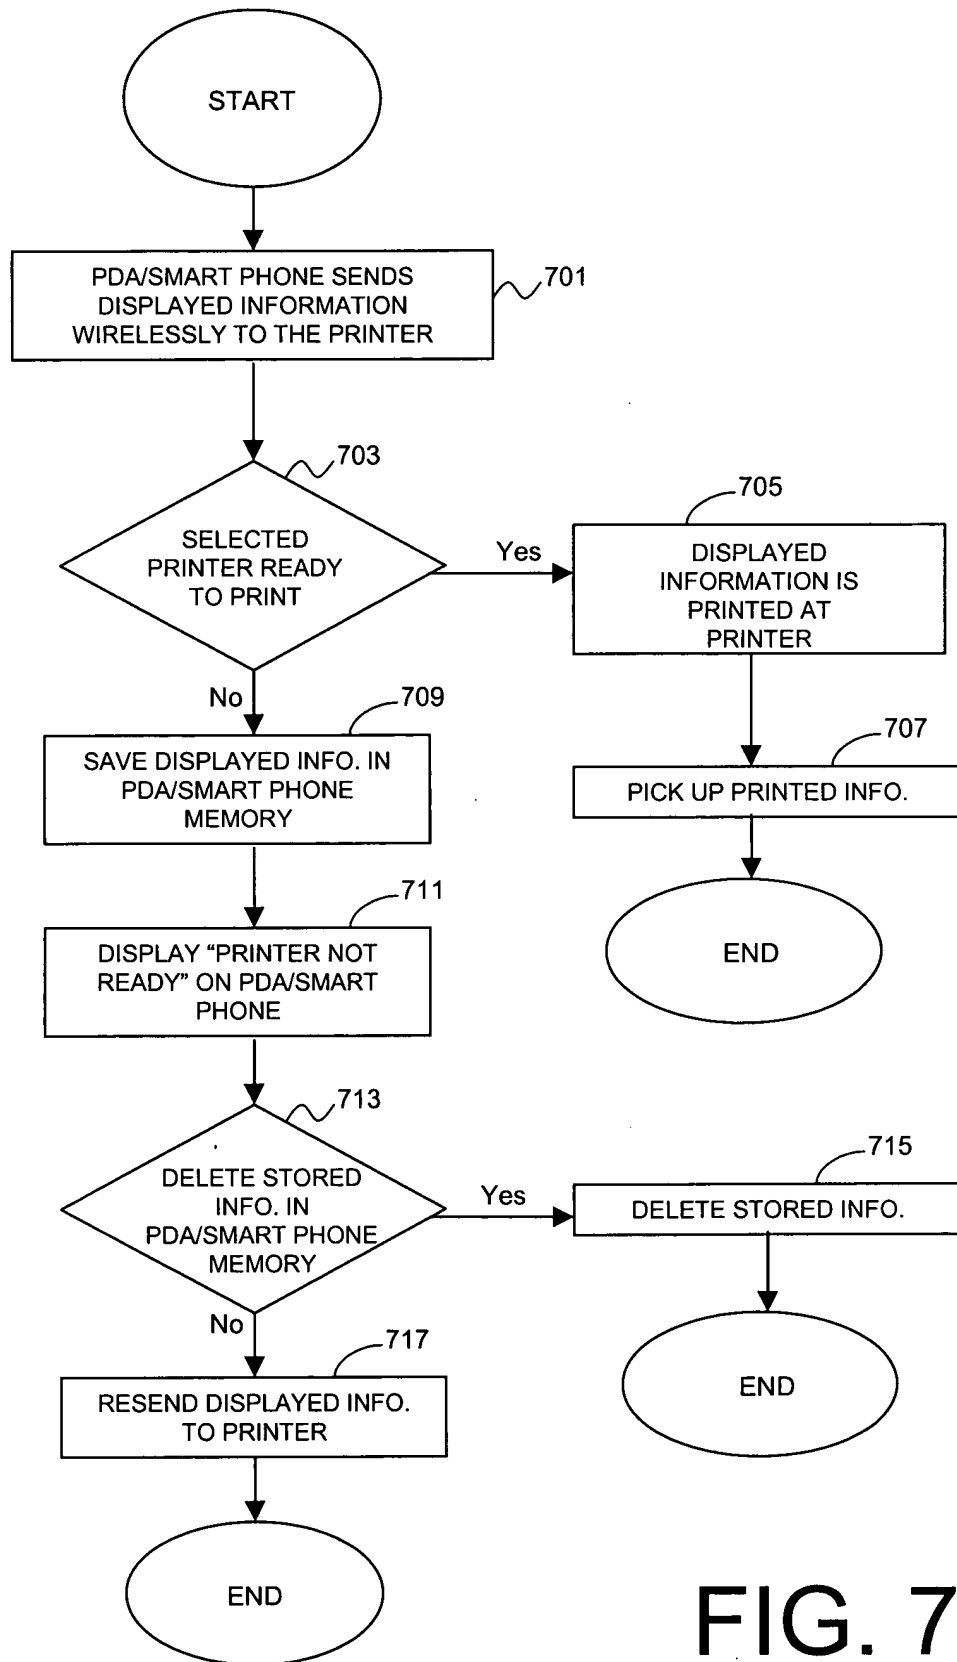 START
PDA/SMART PHONE SENDS
DISPLAYED INFORMATION
WIRELESSLY TO THE PRINTER
701
703
SELECTED
PRINTER READY
TO PRINT
Yes
705
DISPLAYED
INFORMATION IS
PRINTED AT
PRINTER
No
709
SAVE DISPLAYED INFO. IN
PDA/SMART PHONE
MEMORY
707
PICK UP PRINTED INFO.
711
DISPLAY “PRINTER NOT
READY” ON PDA/SMART
PHONE
END
713
DELETE STORED
INFO. IN
PDA/SMART PHONE
MEMORY
Yes
715
DELETE STORED INFO.
No
717
RESEND DISPLAYED INFO.
TO PRINTER
END
END
FIG. 7